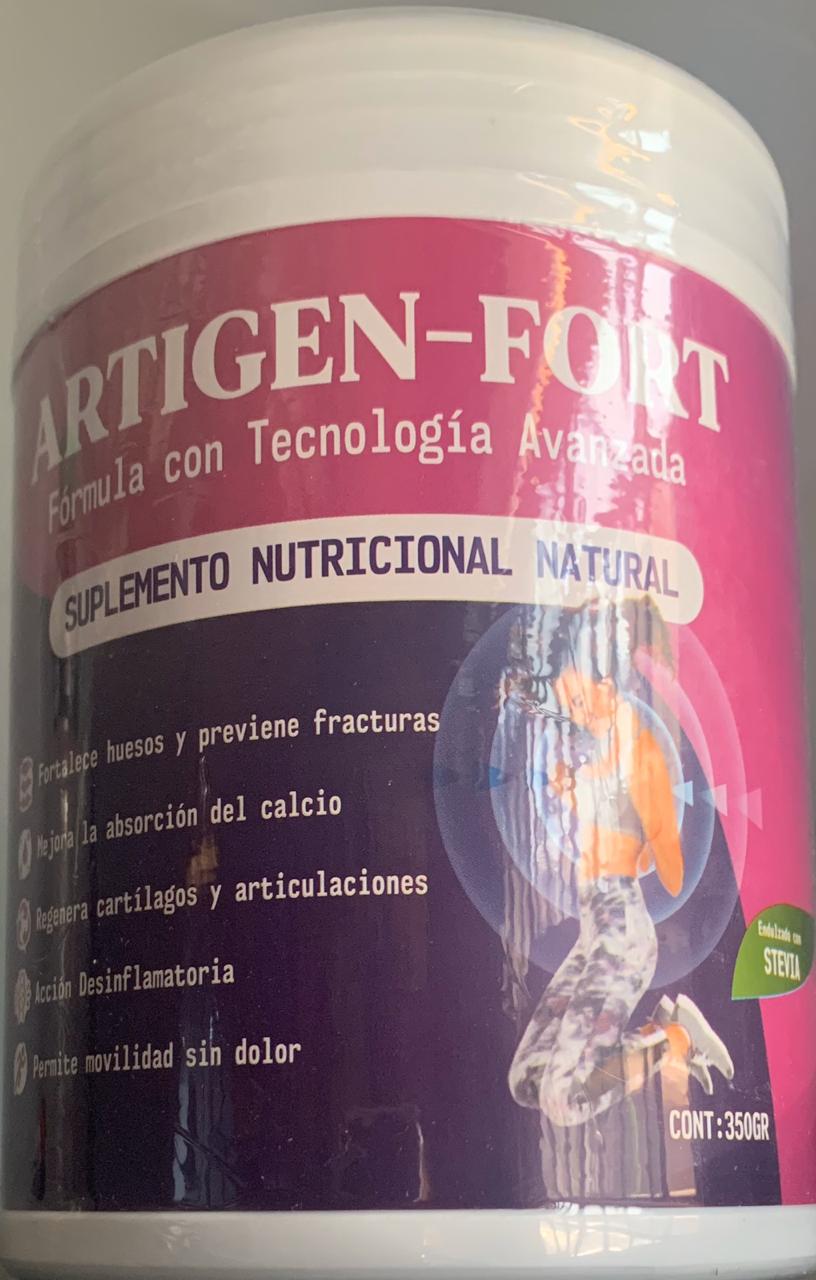 ARTIGEN-FORT
Fórmula con Tecnología Avanzada
SUPLEMENTO NUTRICIONAL NATURAL
Fortalece huesos y previene fracturas
Mejora la absorción del calcio
Regenera cartílagos y articulaciones
Acción Desinflamatoria
Permite movilidad sin dolor
Endulzado con
STEVIA
CONT:350GR